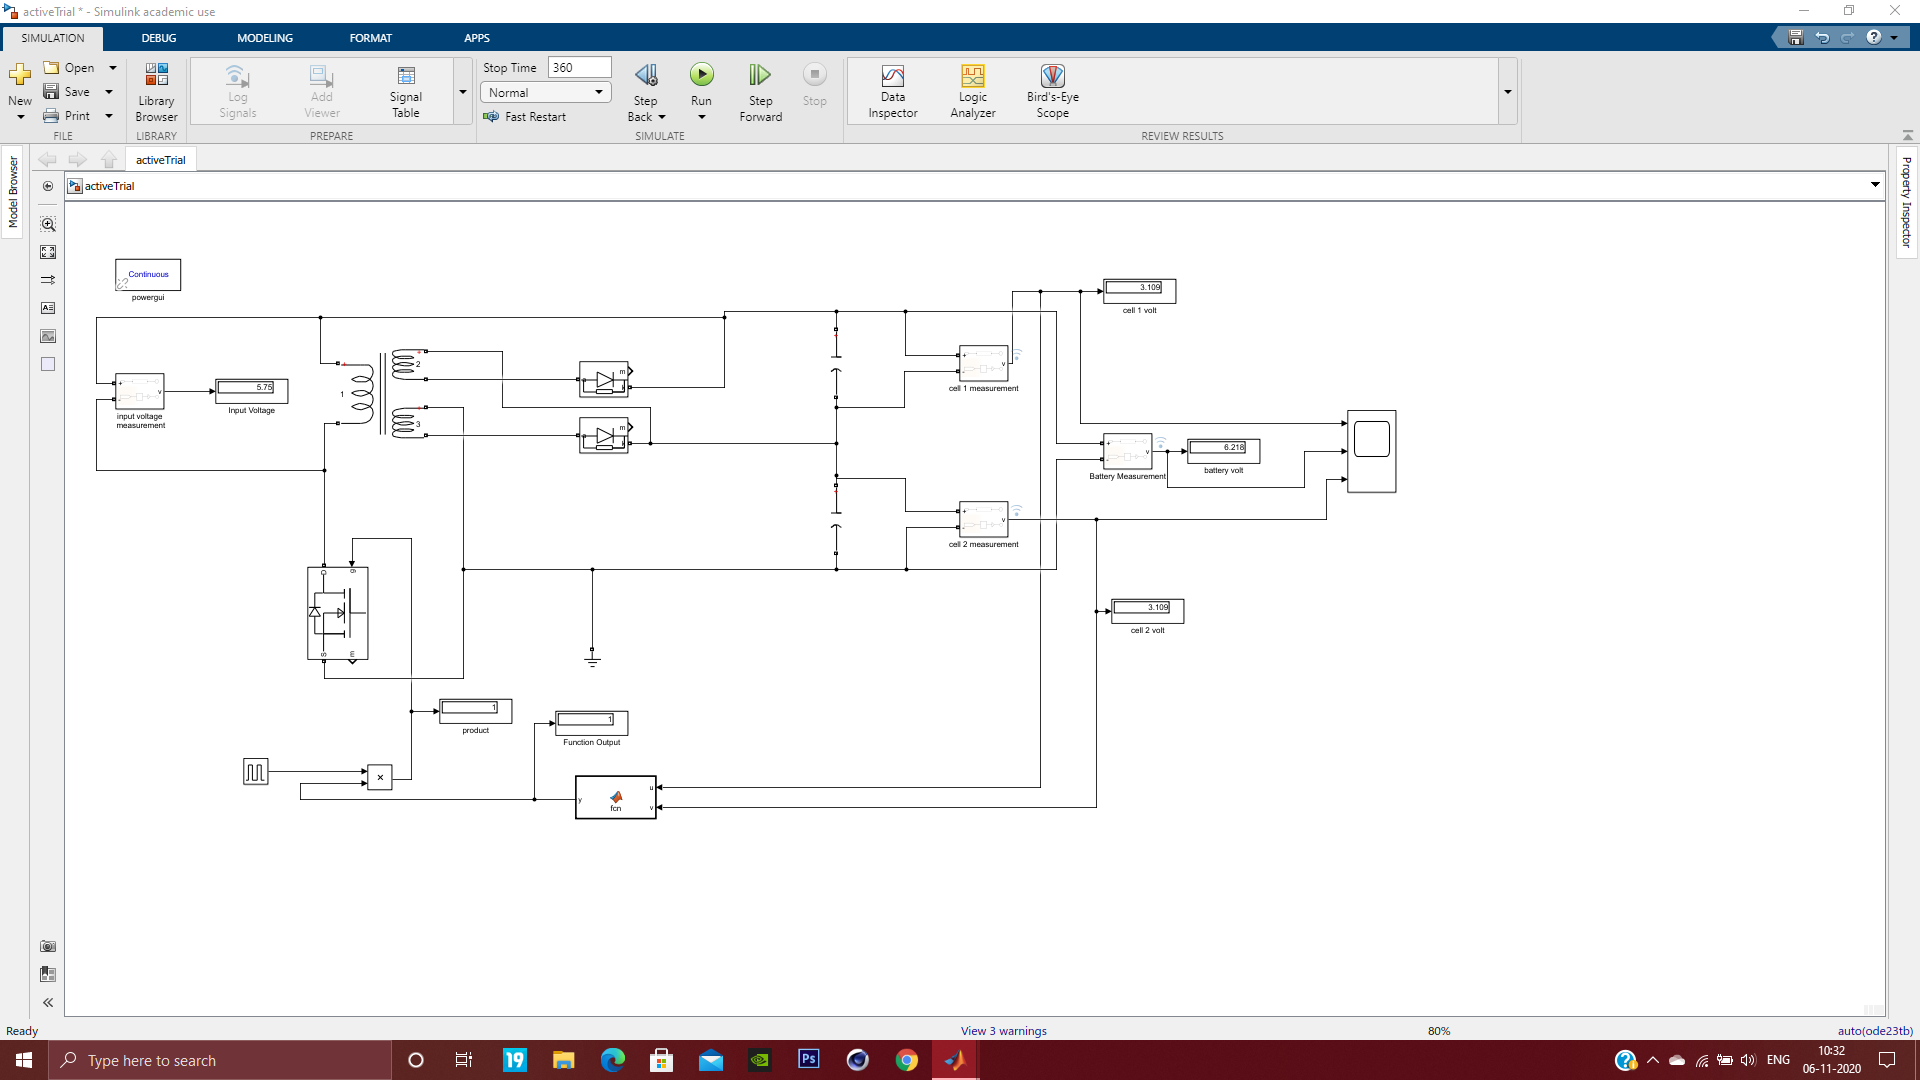 activeTrial * - Simulink academic use
SIMULATION
DEBUG
MODELING
FORMAT
APPS
New
Open
Save
Print
FILE
Library
Browser
LIBRARY
Log
Signals
Add
Viewer
Signal
Table
PREPARE
Stop Time 360
Normal
Fast Restart
Step
Back
Run
Step
Forward
Stop
SIMULATE
Data
Inspector
Logic
Analyzer
Bird's-Eye
Scope
REVIEW RESULTS
Model Browser
activeTrial
activeTrial
Property Inspector
Continuous
powergui
3.109
cell 1 volt
+
-
v
input voltage
measurement
5.75
Input Voltage
1
+
2
+
3
+
a
m
k
a
m
k
+
-
v
cell 1 measurement
+
-
v
Battery Measurement
6.218
battery volt
+
-
v
cell 2 measurement
D
g
S
m
3.109
cell 2 volt
1
product
1
Function Output
×
y
fcn
u
v
Ready
View 3 warnings
80%
auto(ode23tb)
Type here to search
19
Ps
ENG
10:32
06-11-2020